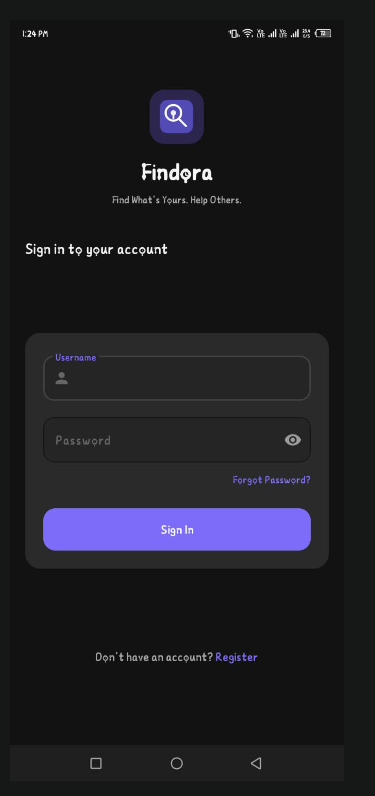 1:24 PM
Findora
Find What's Yours. Help Others.
Sign in to your account
Username
Password
Forgot Password?
Sign In
Don't have an account? Register